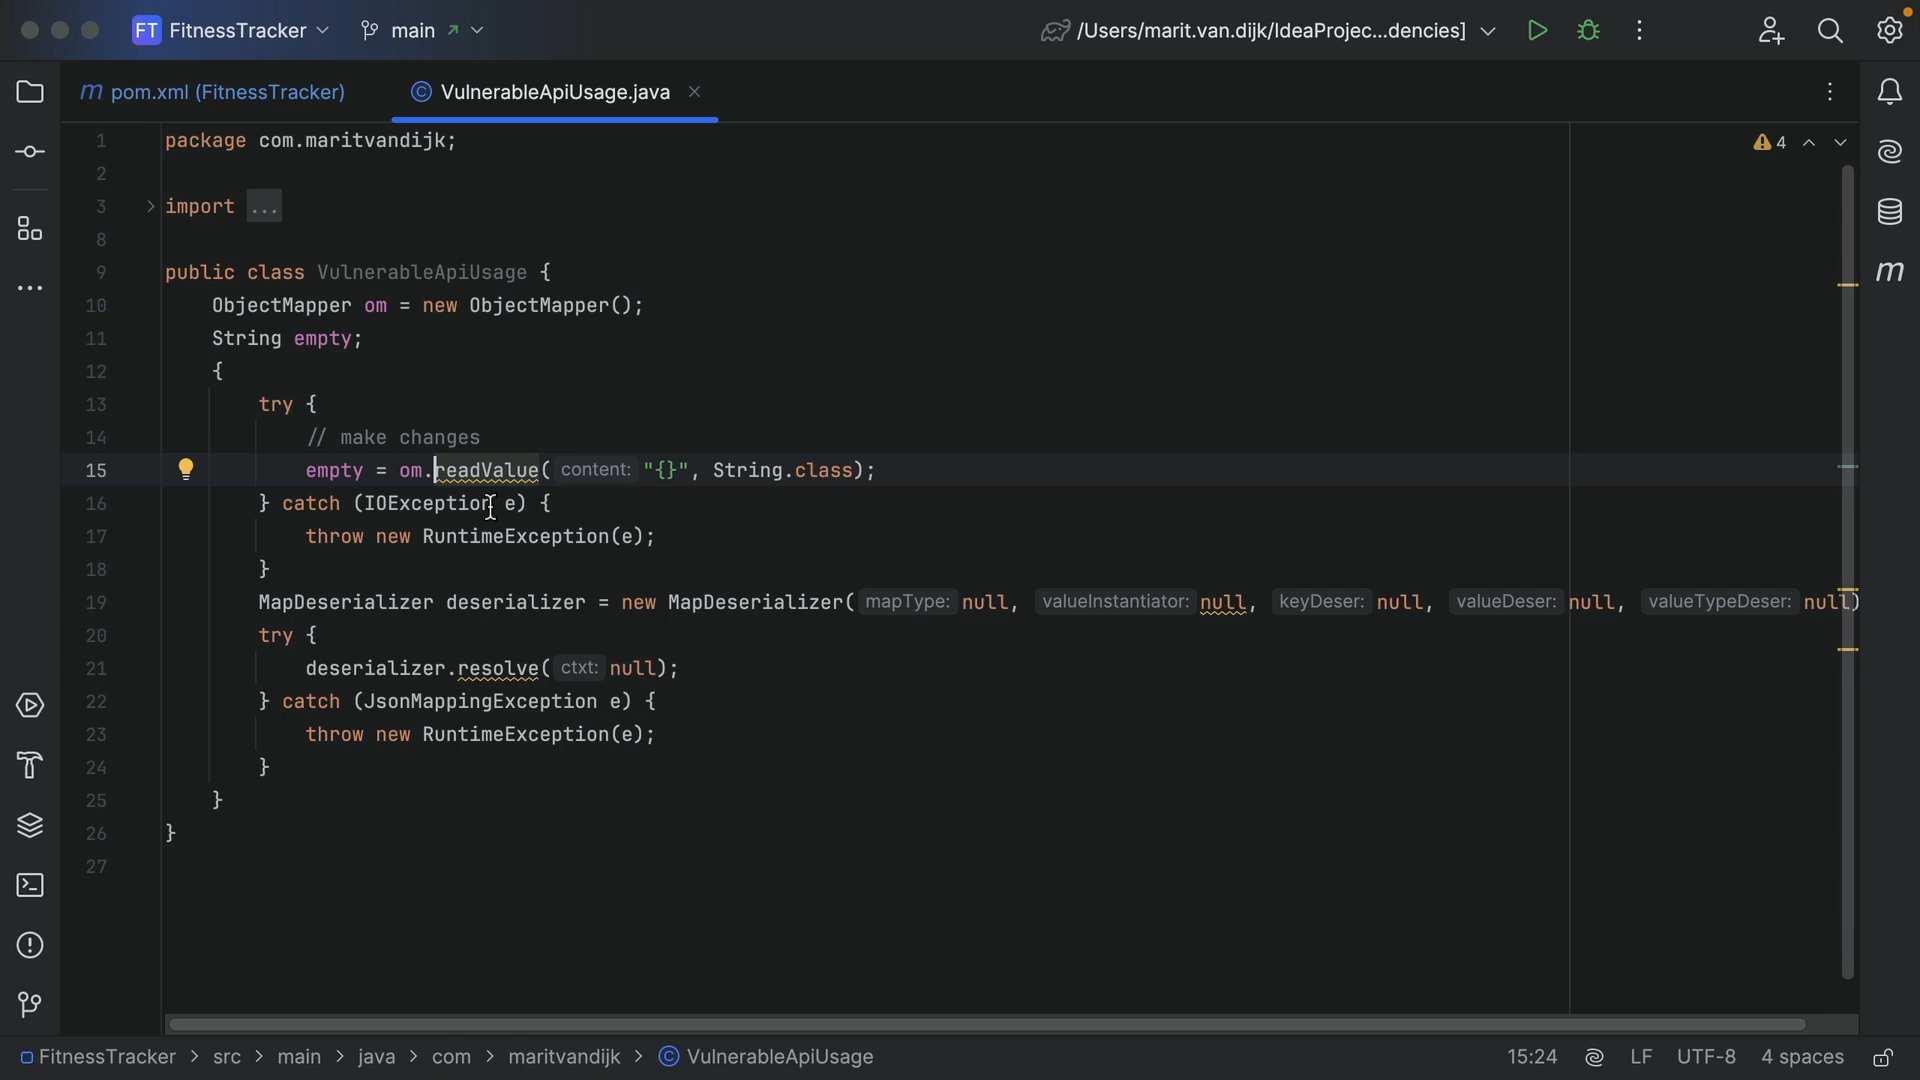 FT FitnessTracker main /Users/marit.van.dijk/IdeaProjec...dencies]
m pom.xml (FitnessTracker) VulnerableApiUsage.java
1 package com.maritvandijk;
2
3 import ...
8
9 public class VulnerableApiUsage {
10 ObjectMapper om = new ObjectMapper();
11 String empty;
12 {
13 try {
14 // make changes
15 empty = om.readValue( content: "{}", String.class);
16 } catch (IOException e) {
17 throw new RuntimeException(e);
18 }
19 MapDeserializer deserializer = new MapDeserializer( mapType: null, valueInstantiator: null, keyDeser: null, valueDeser: null, valueTypeDeser: null)
20 try {
21 deserializer.resolve( ctxt: null);
22 } catch (JsonMappingException e) {
23 throw new RuntimeException(e);
24 }
25 }
26 }
27
4
m
FitnessTracker > src > main > java > com > maritvandijk > VulnerableApiUsage 15:24 LF UTF-8 4 spaces